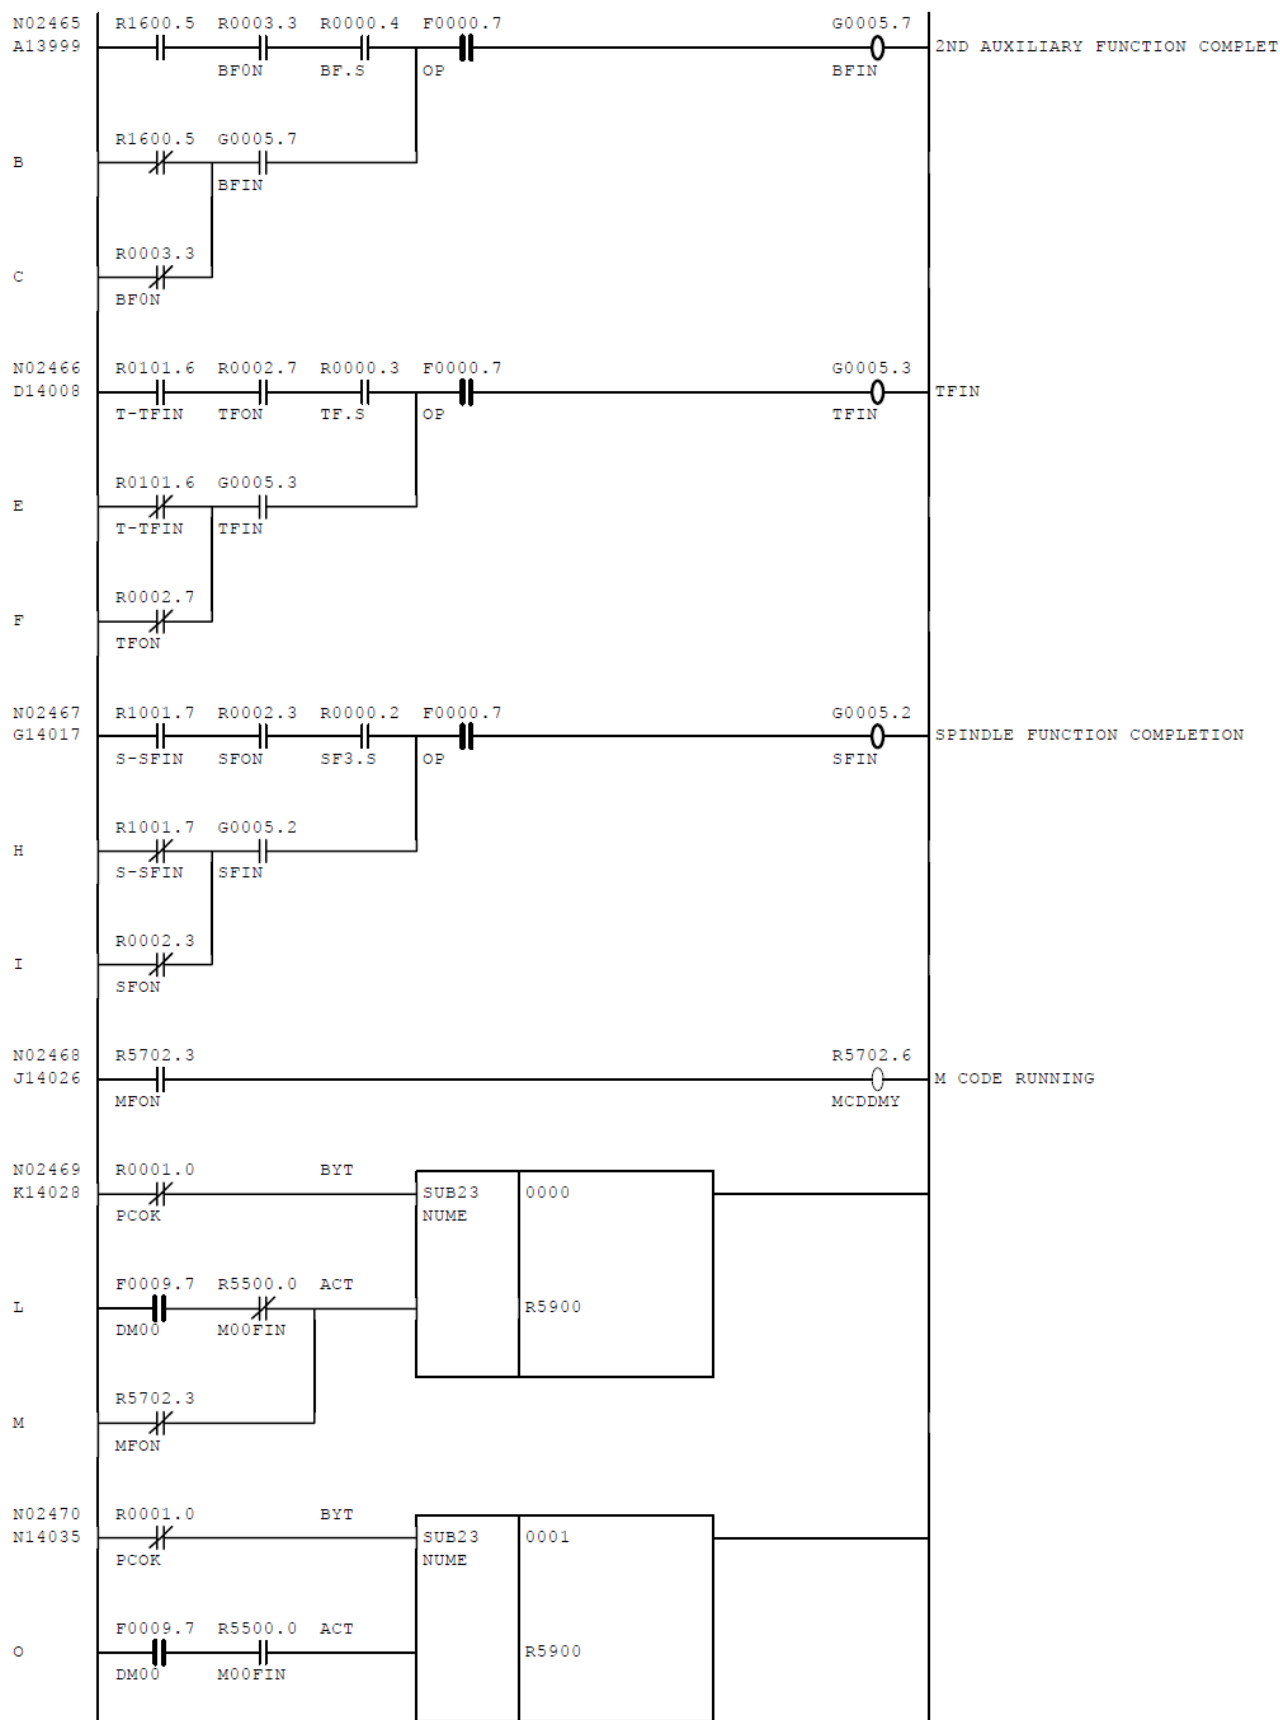 N02465 R1600.5 R0003.3 R0000.4 F0000.7 G0005.7
A13999 2ND AUXILIARY FUNCTION COMPLET
BF0N BF.S OP BFIN
R1600.5 G0005.7
B
BFIN
R0003.3
C
BF0N
N02466 R0101.6 R0002.7 R0000.3 F0000.7 G0005.3
D14008 TFIN
T-TFIN TFON TF.S OP TFIN
R0101.6 G0005.3
E
T-TFIN TFIN
R0002.7
F
TFON
N02467 R1001.7 R0002.3 R0000.2 F0000.7 G0005.2
G14017 SPINDLE FUNCTION COMPLETION
S-SFIN SFON SF3.S OP SFIN
R1001.7 G0005.2
H
S-SFIN SFIN
R0002.3
I
SFON
N02468 R5702.3 R5702.6
J14026 M CODE RUNNING
MFON MCDDMY
N02469 R0001.0 BYT
K14028 SUB23 0000
PCOK NUME
F0009.7 R5500.0 ACT
L R5900
DM00 M00FIN
R5702.3
M
MFON
N02470 R0001.0 BYT
N14035 SUB23 0001
PCOK NUME
F0009.7 R5500.0 ACT
O R5900
DM00 M00FIN